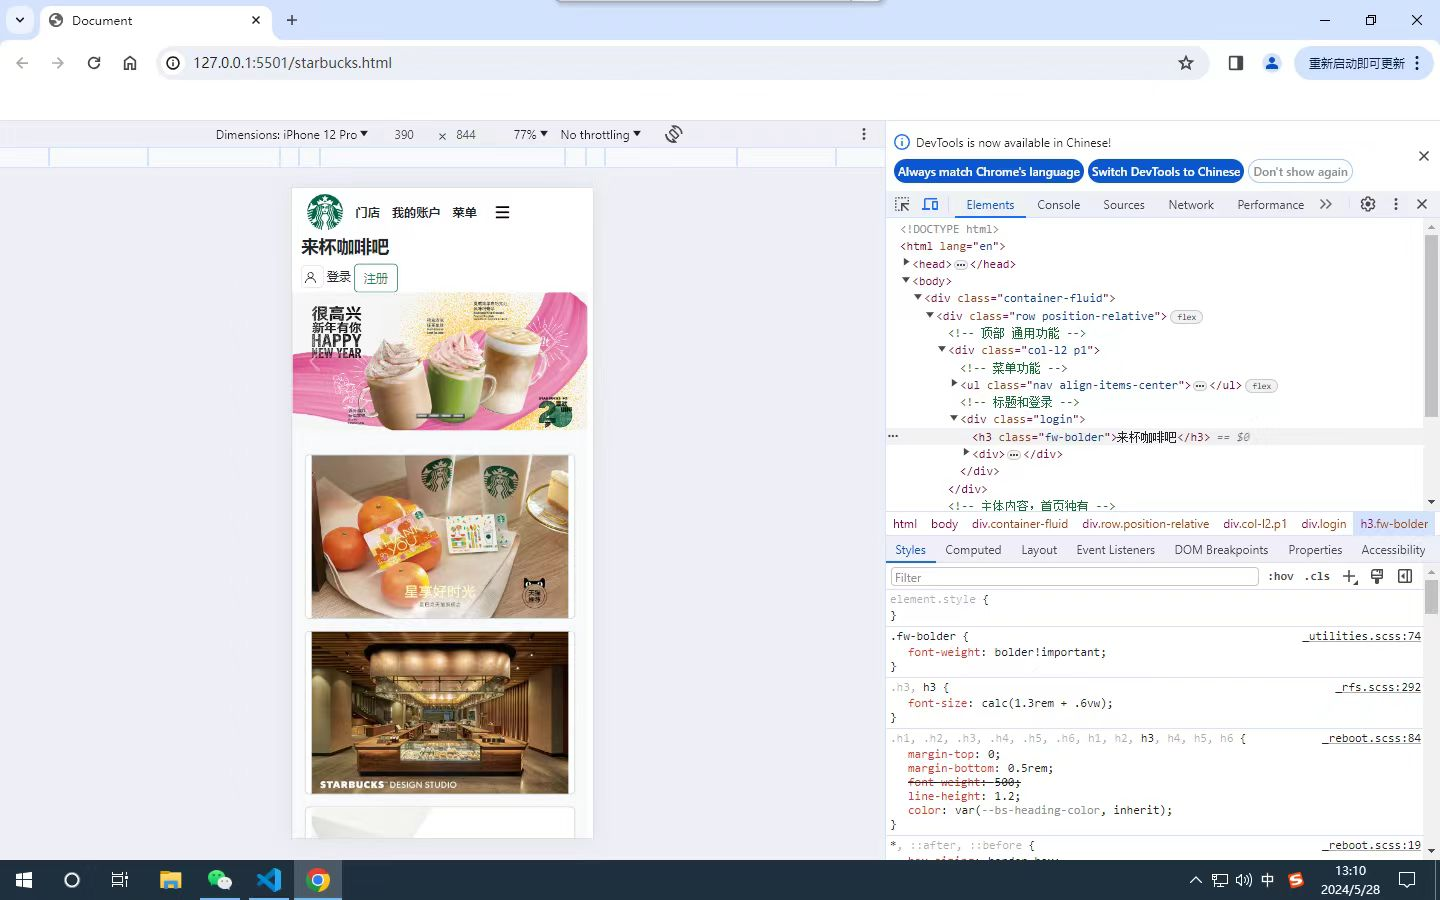 Document
127.0.0.1:5501/starbucks.html
重新启动即可更新
Dimensions: iPhone 12 Pro 390 × 844 77% No throttling
门店 我的账户 菜单
来杯咖啡吧
登录 注册
很高兴
新年有你
HAPPY
NEW YEAR
THANK
YOU
星享好时光
天猫
推荐
STARBUCKS DESIGN STUDIO
DevTools is now available in Chinese!
Always match Chrome's language Switch DevTools to Chinese Don't show again
Elements Console Sources Network Performance
<!DOCTYPE html>
<html lang="en">
<head> ••• </head>
<body>
<div class="container-fluid">
<div class="row position-relative"> flex
<!-- 顶部 通用功能 -->
<div class="col-l2 p1">
<!-- 菜单功能 -->
<ul class="nav align-items-center"> ••• </ul> flex
<!-- 标题和登录 -->
<div class="login">
<h3 class="fw-bolder">来杯咖啡吧</h3> == $0
<div> ••• </div>
</div>
</div>
<!-- 主体内容，首页独有 -->
html body div.container-fluid div.row.position-relative div.col-l2.p1 div.login h3.fw-bolder
Styles Computed Layout Event Listeners DOM Breakpoints Properties Accessibility
Filter :hov .cls
element.style {
}
.fw-bolder { _utilities.scss:74
font-weight: bolder!important;
}
.h3, h3 { _rfs.scss:292
font-size: calc(1.3rem + .6vw);
}
.h1, .h2, .h3, .h4, .h5, .h6, h1, h2, h3, h4, h5, h6 { _reboot.scss:84
margin-top: 0;
margin-bottom: 0.5rem;
font-weight: 500;
line-height: 1.2;
color: var(--bs-heading-color, inherit);
}
*, ::after, ::before { _reboot.scss:19
box-sizing: border-box;
中
13:10
2024/5/28